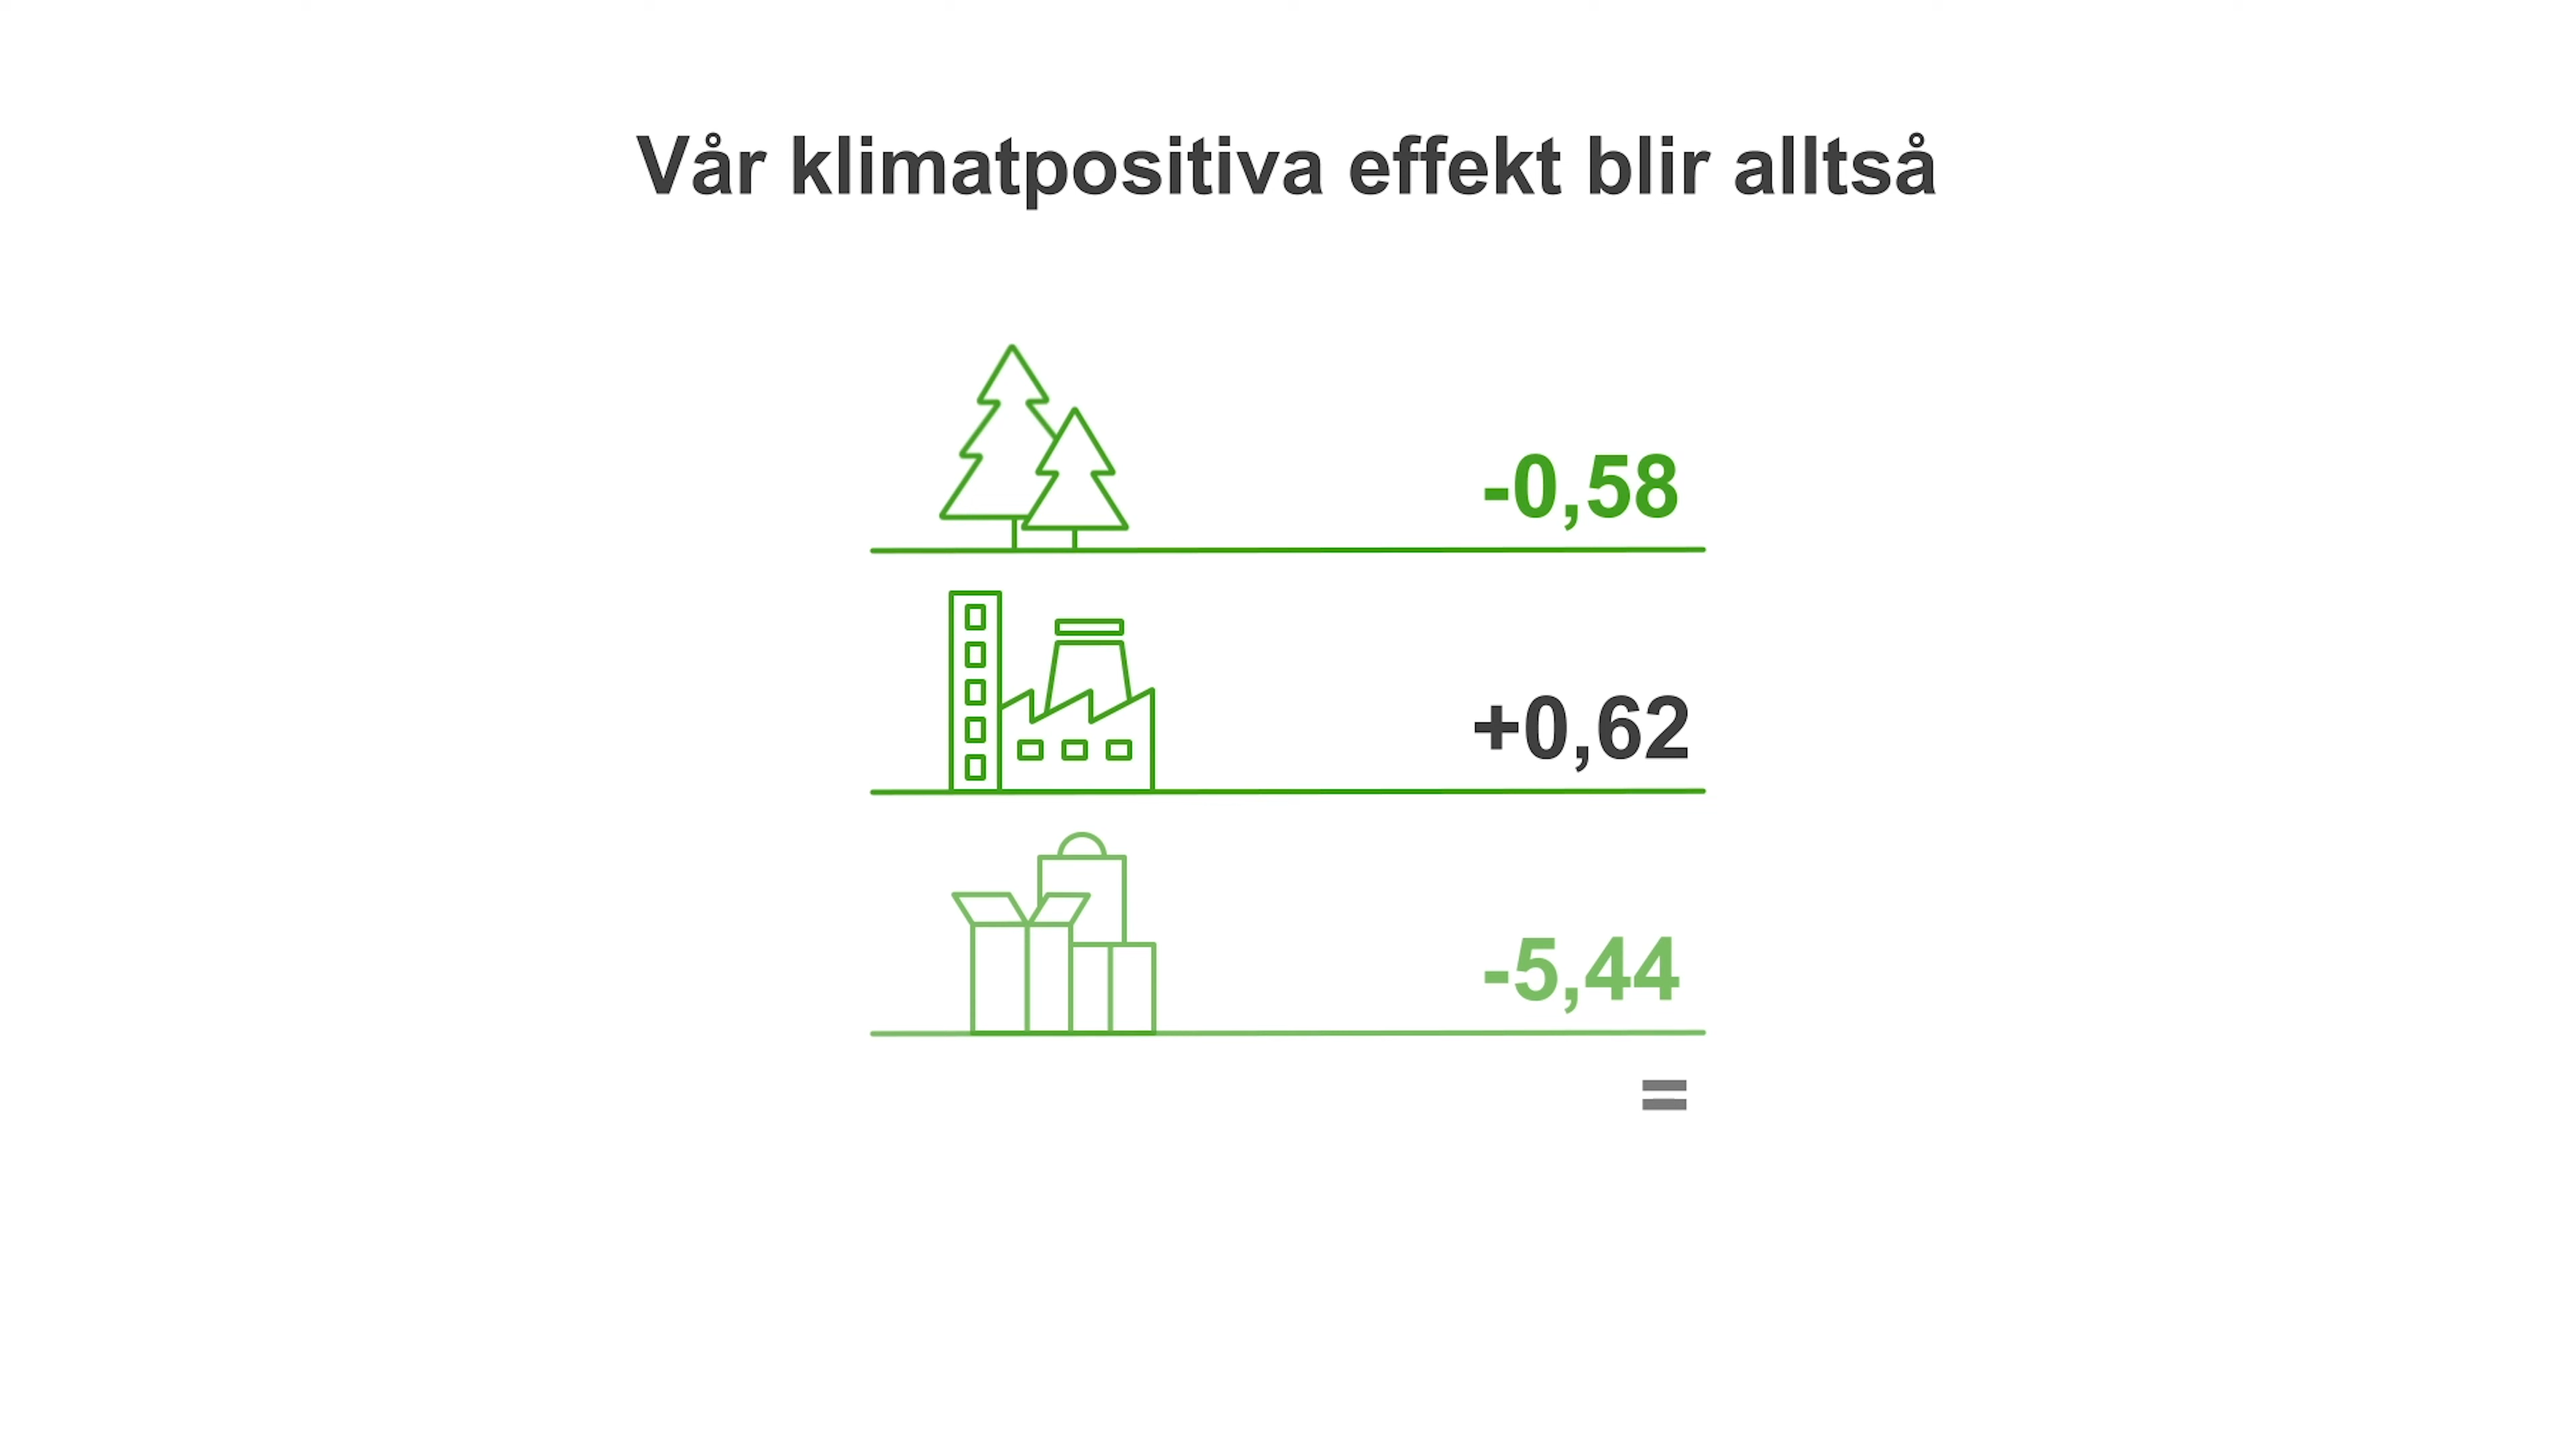 Vår klimatpositiva effekt blir alltså
-0,58
+0,62
-5,44
=